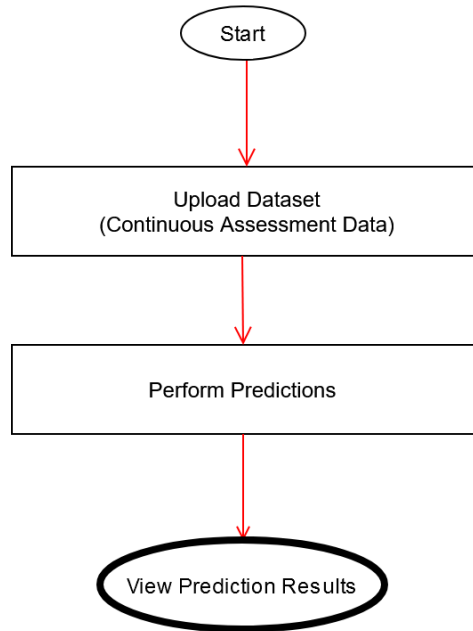 Start
Upload Dataset
(Continuous Assessment Data)
Perform Predictions
View Prediction Results